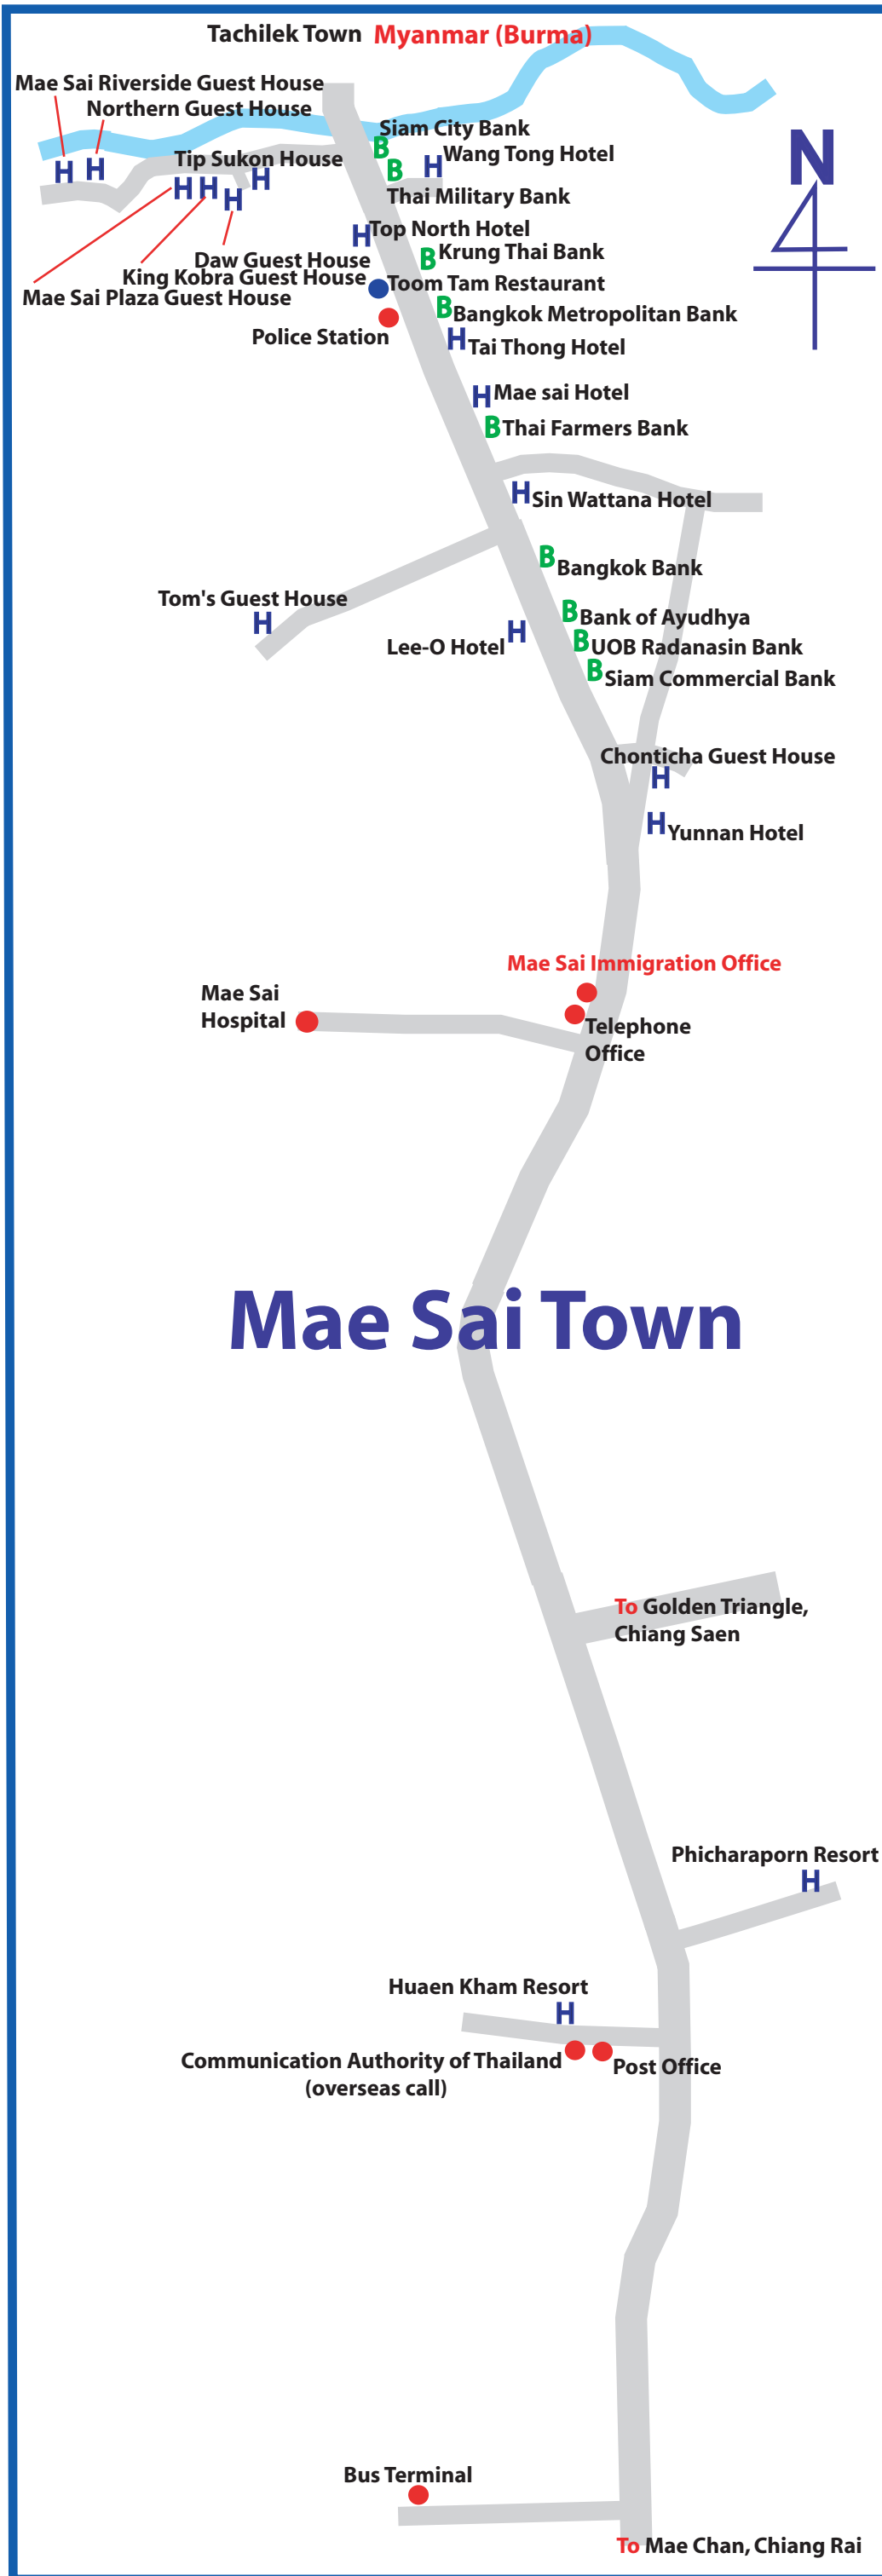 Tachilek Town Myanmar (Burma)
Mae Sai Riverside Guest House
Northern Guest House
Siam City Bank
B
Wang Tong Hotel
Tip Sukon House
B
H
H
H
H
H
H
H
Thai Military Bank
N
Top North Hotel
H
Krung Thai Bank
B
Daw Guest House
King Kobra Guest House
Toom Tam Restaurant
Mae Sai Plaza Guest House
B
Bangkok Metropolitan Bank
Police Station
H
Tai Thong Hotel
H
Mae sai Hotel
B
Thai Farmers Bank
H
Sin Wattana Hotel
B
Bangkok Bank
Tom's Guest House
H
B
Bank of Ayudhya
Lee-O Hotel
H
B
UOB Radanasin Bank
B
Siam Commercial Bank
Chonticha Guest House
H
H
Yunnan Hotel
Mae Sai Immigration Office
Mae Sai
Hospital
Telephone
Office
Mae Sai Town
To Golden Triangle,
Chiang Saen
Phicharaporn Resort
H
Huaen Kham Resort
H
Communication Authority of Thailand
(overseas call)
Post Office
Bus Terminal
To Mae Chan, Chiang Rai